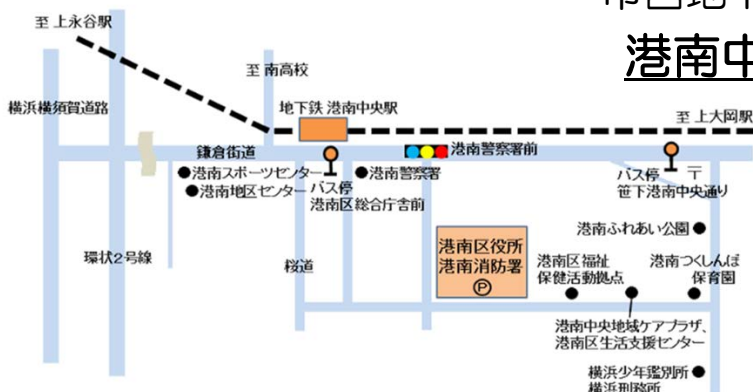 市営地下
港南中
至 上永谷駅
至 南高校
横浜横須賀道路
地下鉄 港南中央駅
至 上大岡駅
鎌倉街道
港南警察署前
港南スポーツセンター
港南地区センター
バス停
港南区総合庁舎前
港南警察署
バス停 〒
笹下港南中央通り
環状2号線
桜道
港南区役所
港南消防署
P
港南ふれあい公園
港南区福祉
保健活動拠点
港南つくしんぼ
保育園
港南中央地域ケアプラザ、
港南区生活支援センター
横浜少年鑑別所
横浜刑務所